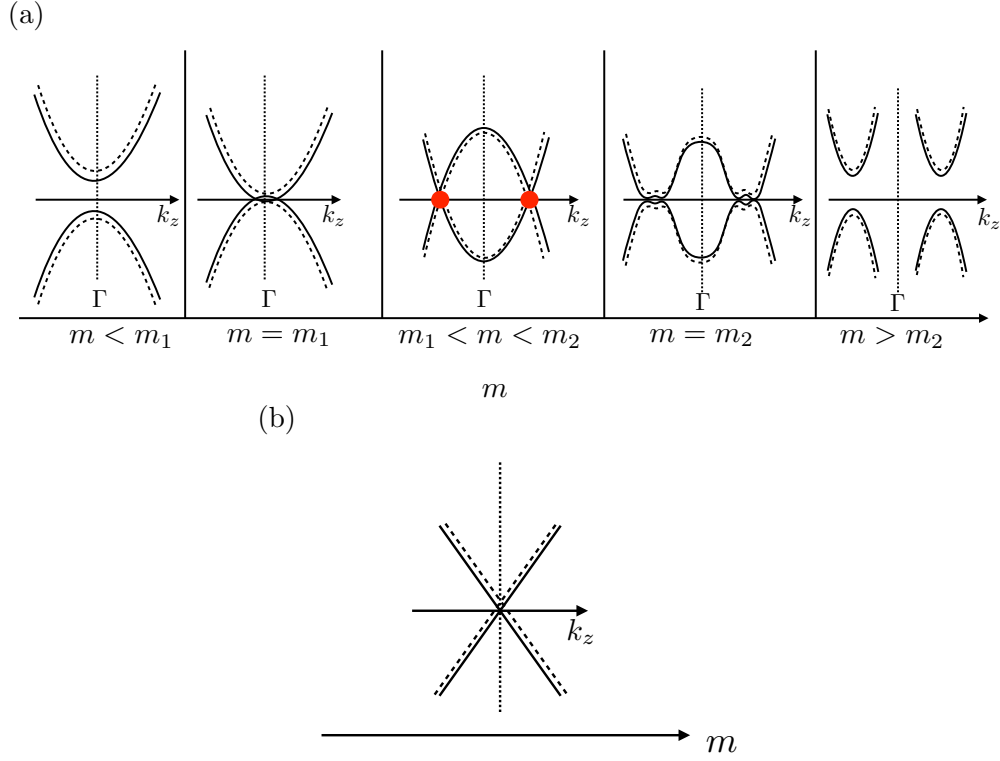 (a)
k_z k_z k_z k_z k_z
Γ Γ Γ Γ Γ
m < m_1 m = m_1 m_1 < m < m_2 m = m_2 m > m_2
m
(b)
k_z
m